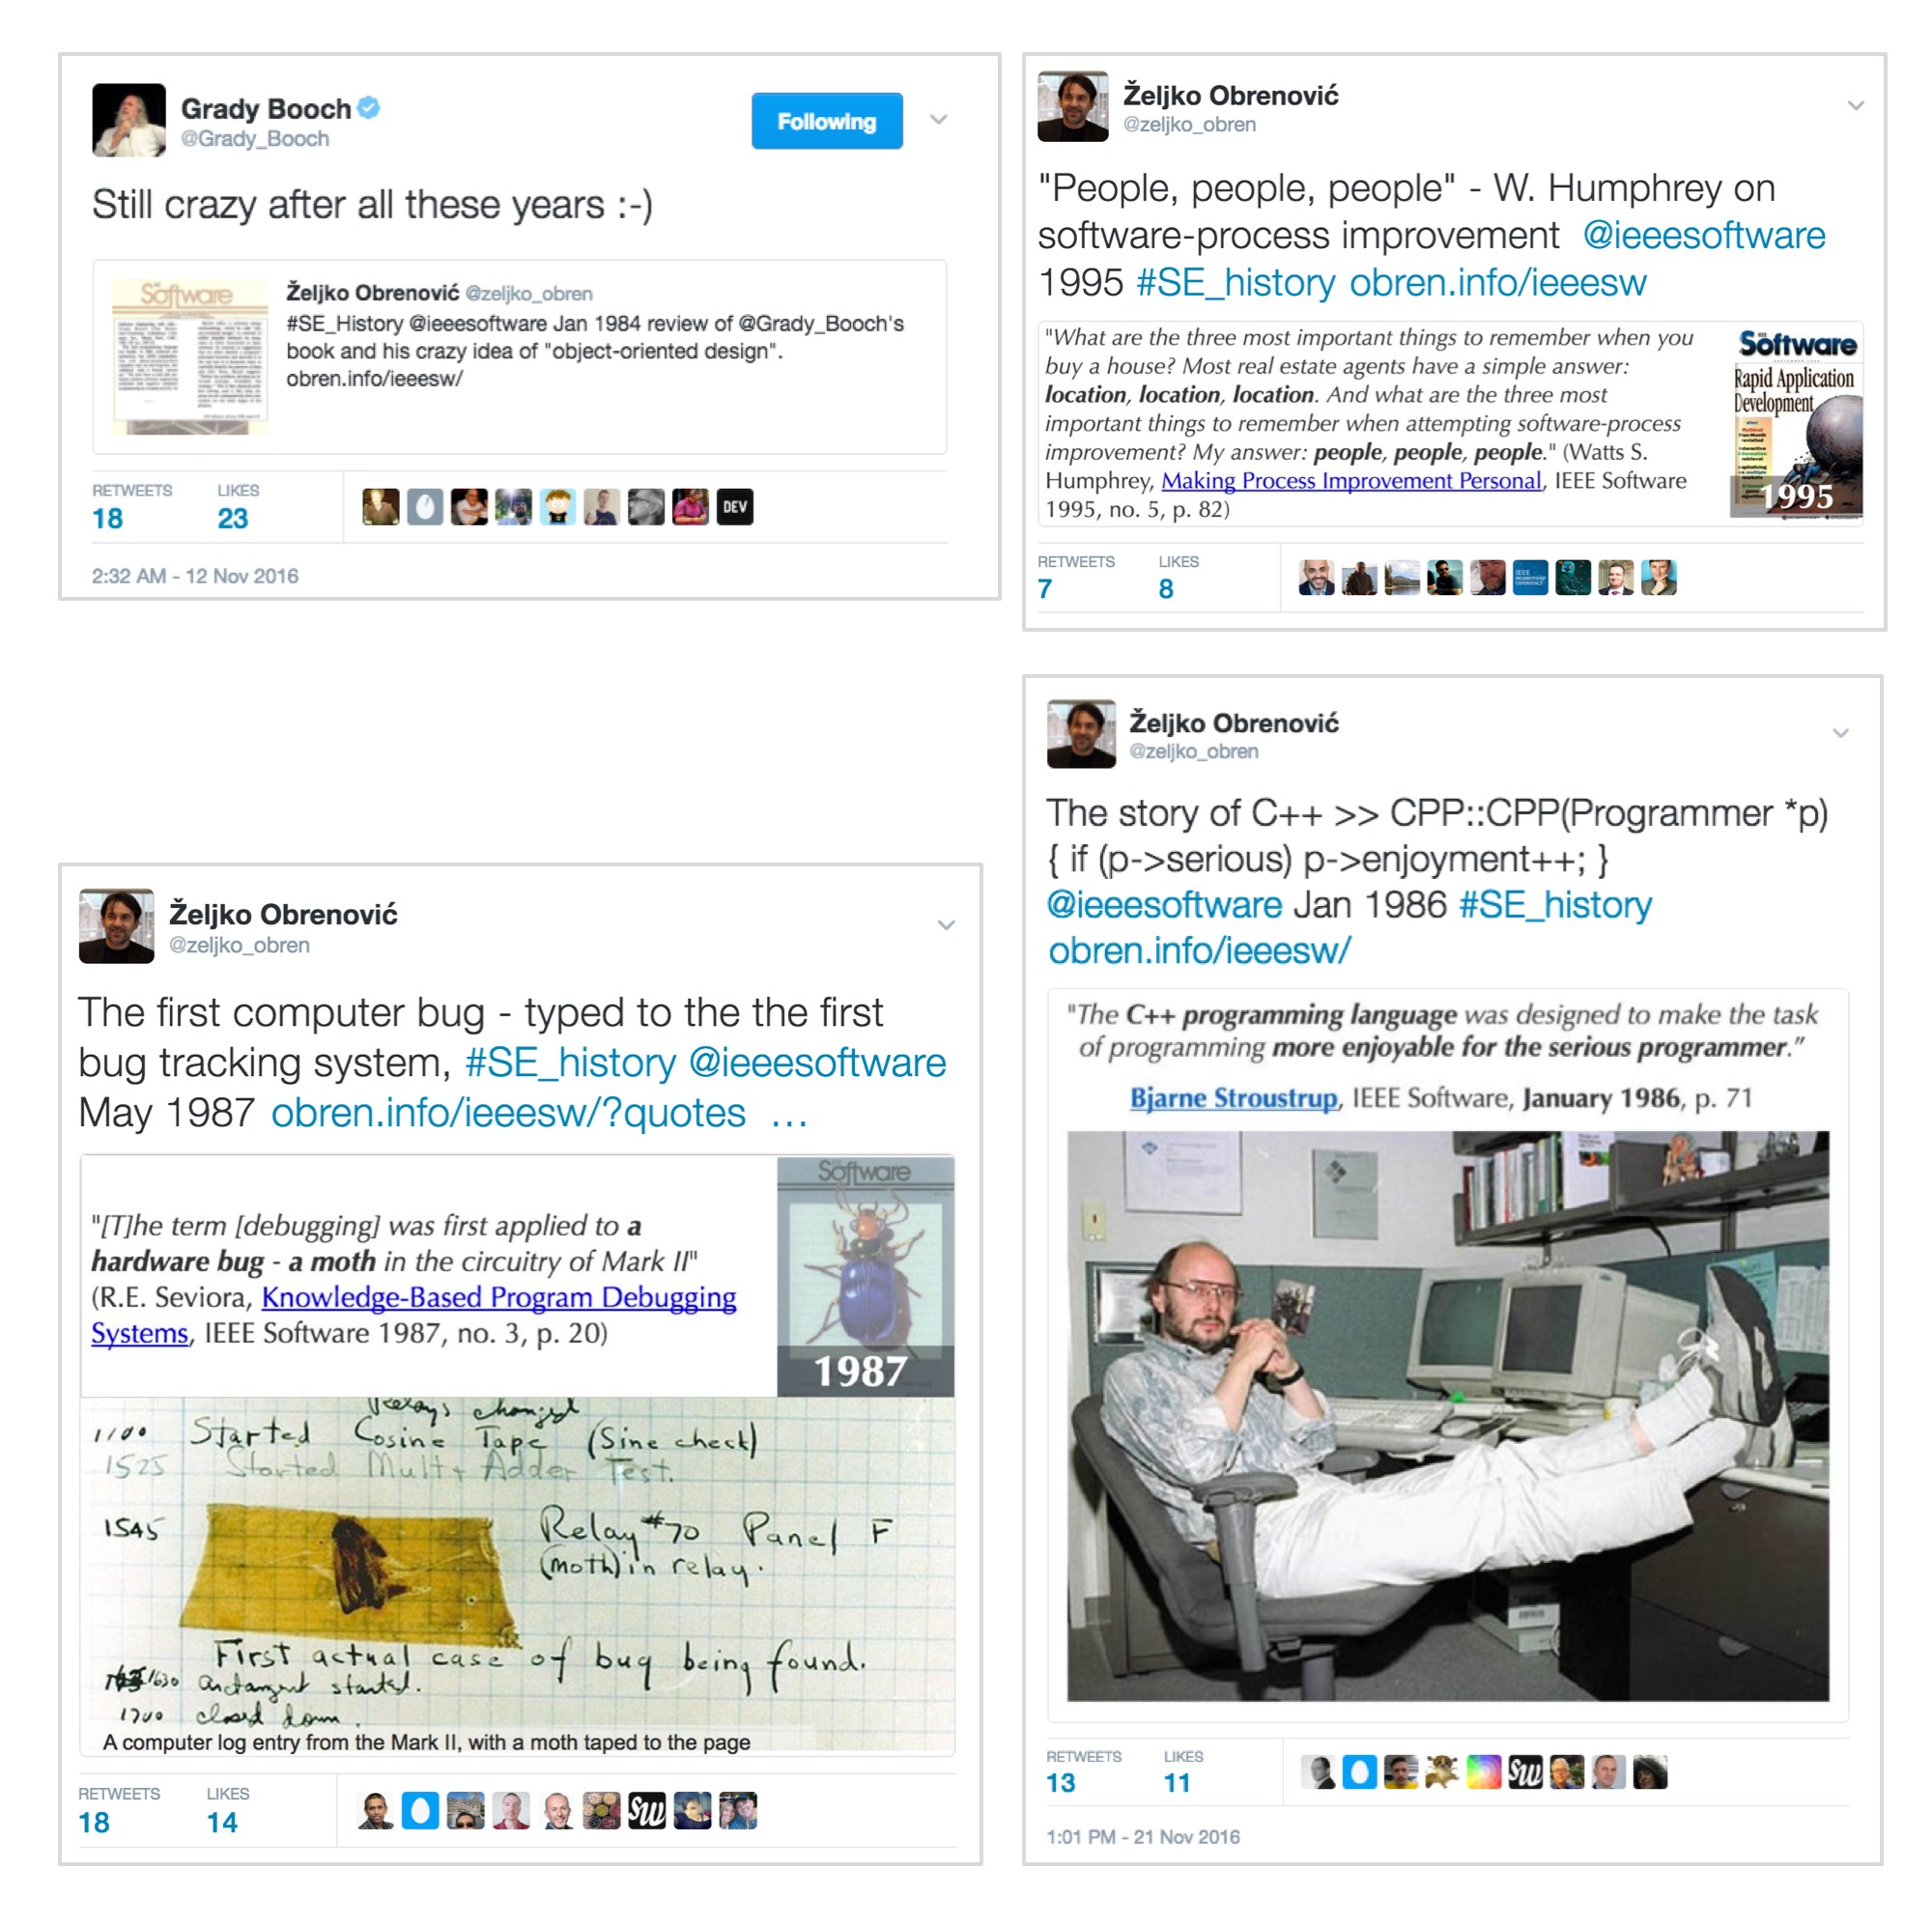 Grady Booch
@Grady_Booch
Following
Still crazy after all these years :-)
Software
Željko Obrenović @zeljko_obren
#SE_History @ieeesoftware Jan 1984 review of @Grady_Booch's
book and his crazy idea of "object-oriented design".
obren.info/ieeesw/
RETWEETS LIKES
18 23
DEV
2:32 AM - 12 Nov 2016
Željko Obrenović
@zeljko_obren
"People, people, people" - W. Humphrey on
software-process improvement @ieeesoftware
1995 #SE_history obren.info/ieeesw
"What are the three most important things to remember when you
buy a house? Most real estate agents have a simple answer:
location, location, location. And what are the three most
important things to remember when attempting software-process
improvement? My answer: people, people, people." (Watts S.
Humphrey, Making Process Improvement Personal, IEEE Software
1995, no. 5, p. 82)
Software
Rapid Application
Development
1995
RETWEETS LIKES
7 8
IEEE
Željko Obrenović
@zeljko_obren
The first computer bug - typed to the the first
bug tracking system, #SE_history @ieeesoftware
May 1987 obren.info/ieeesw/?quotes …
"[T]he term [debugging] was first applied to a
hardware bug - a moth in the circuitry of Mark II"
(R.E. Seviora, Knowledge-Based Program Debugging
Systems, IEEE Software 1987, no. 3, p. 20)
Software
1987
Relays changed
1100 Started Cosine Tape (Sine check)
1525 Started Mult + Adder Test.
1545 Relay #70 Panel F
(moth) in relay.
First actual case of bug being found.
1630 arctangent started.
1700 closed down.
A computer log entry from the Mark II, with a moth taped to the page
RETWEETS LIKES
18 14
SW
Željko Obrenović
@zeljko_obren
The story of C++ >> CPP::CPP(Programmer *p)
{ if (p->serious) p->enjoyment++; }
@ieeesoftware Jan 1986 #SE_history
obren.info/ieeesw/
"The C++ programming language was designed to make the task
of programming more enjoyable for the serious programmer.”
Bjarne Stroustrup, IEEE Software, January 1986, p. 71
RETWEETS LIKES
13 11
SW
1:01 PM - 21 Nov 2016